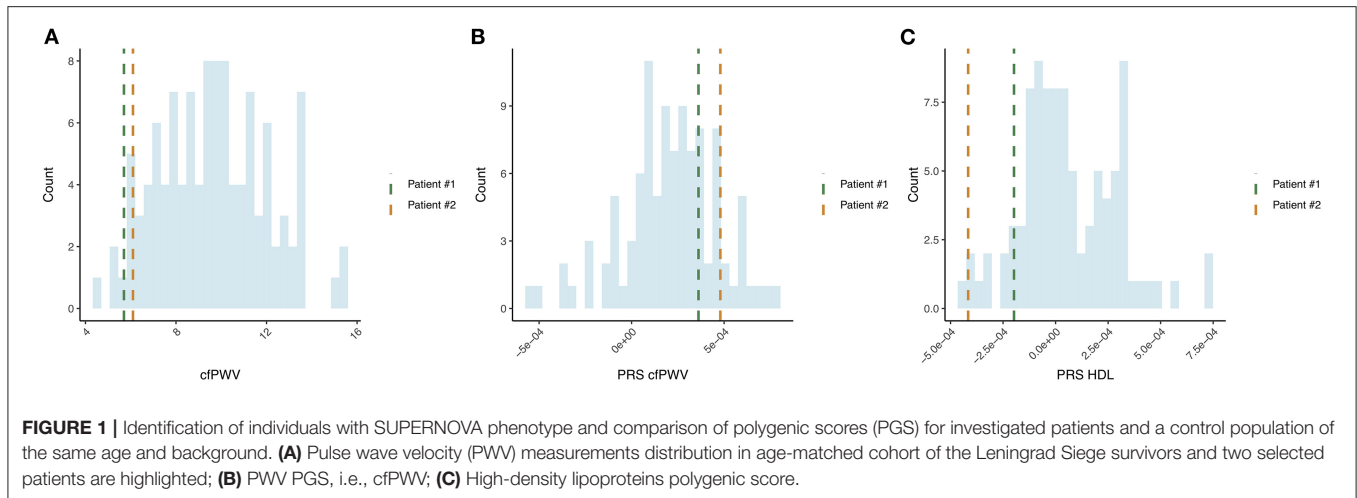 A
8
6
4
2
0
Count
4
8
12
16
cfPWV
Patient #1
Patient #2
B
9
6
3
0
Count
−5e−04
0e+00
5e−04
PRS cfPWV
Patient #1
Patient #2
C
7.5
5.0
2.5
0.0
Count
−5.0e−04
−2.5e−04
0.0e+00
2.5e−04
5.0e−04
7.5e−04
PRS HDL
Patient #1
Patient #2
FIGURE 1 | Identification of individuals with SUPERNOVA phenotype and comparison of polygenic scores (PGS) for investigated patients and a control population of
the same age and background. (A) Pulse wave velocity (PWV) measurements distribution in age-matched cohort of the Leningrad Siege survivors and two selected
patients are highlighted; (B) PWV PGS, i.e., cfPWV; (C) High-density lipoproteins polygenic score.